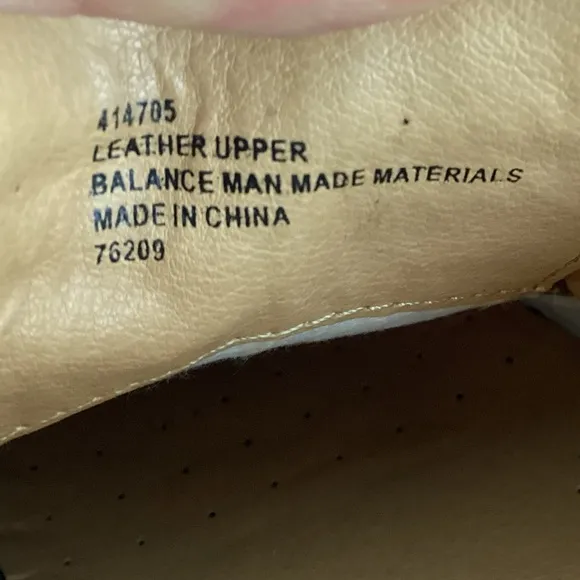 414705
LEATHER UPPER
BALANCE MAN MADE MATERIALS
MADE IN CHINA
76209